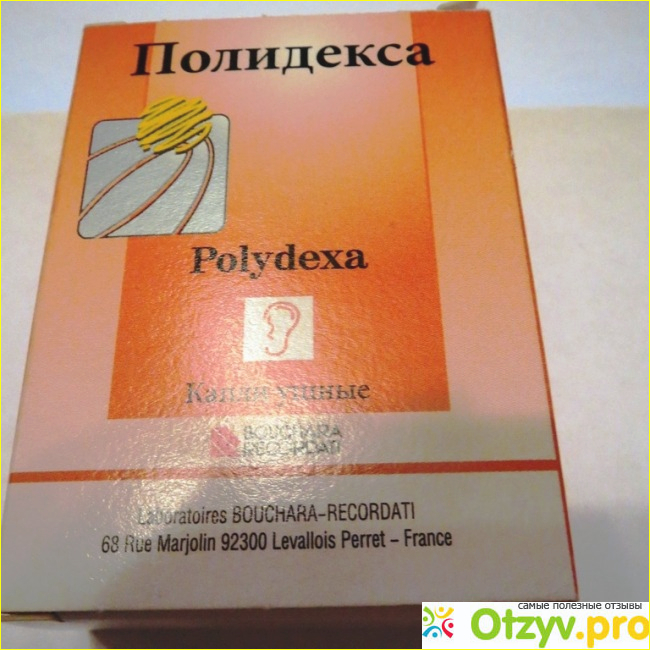 Полидекса
Polydexa
Капли ушные
BOUCHARA
RECORDATI
Laboratoires BOUCHARA-RECORDATI
68 Rue Marjolin 92300 Levallois Perret - France
самые полезные отзывы
Otzyv.pro